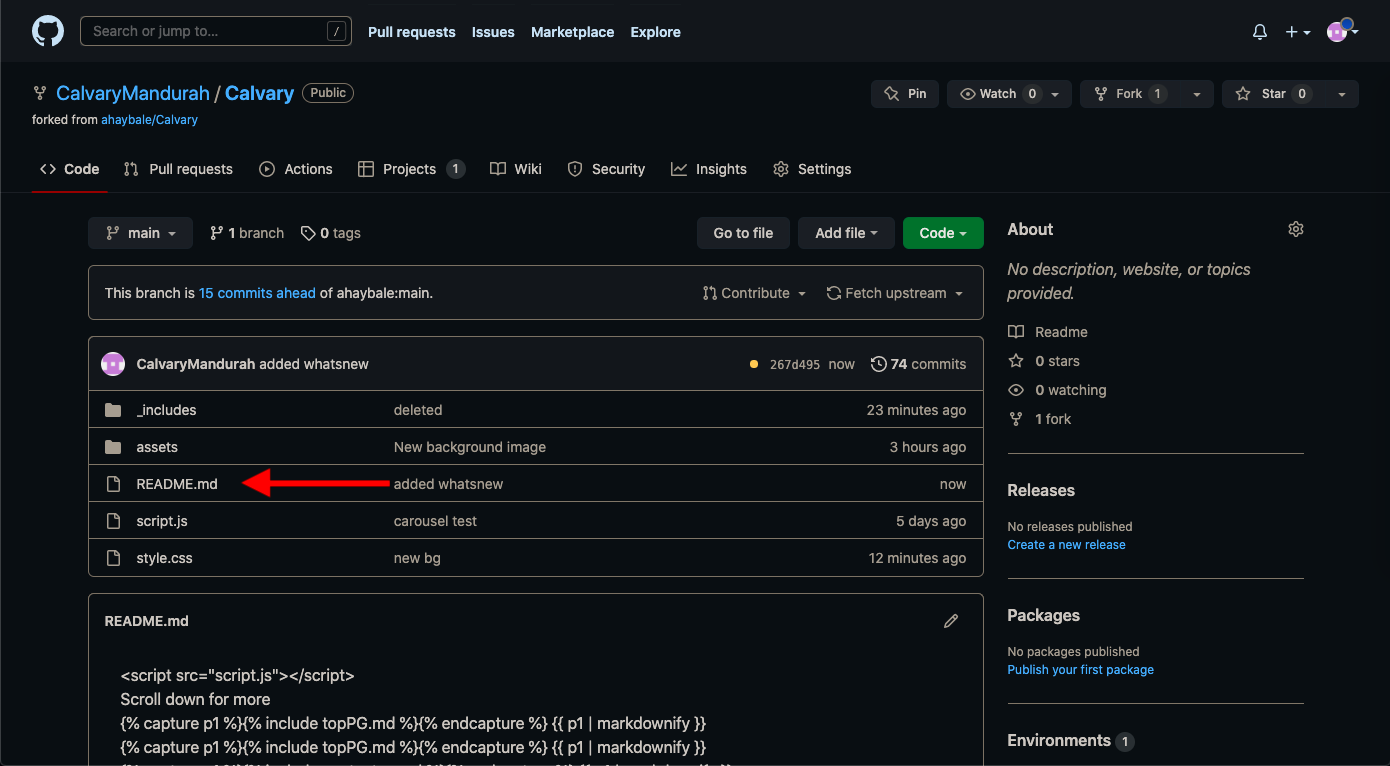 Search or jump to... /
Pull requests Issues Marketplace Explore
CalvaryMandurah / Calvary Public
Pin Watch 0 Fork 1 Star 0
forked from ahaybale/Calvary
Code Pull requests Actions Projects 1 Wiki Security Insights Settings
main 1 branch 0 tags Go to file Add file Code
This branch is 15 commits ahead of ahaybale:main. Contribute Fetch upstream
CalvaryMandurah added whatsnew 267d495 now 74 commits
_includes deleted 23 minutes ago
assets New background image 3 hours ago
README.md added whatsnew now
script.js carousel test 5 days ago
style.css new bg 12 minutes ago
README.md
<script src="script.js"></script>
Scroll down for more
{% capture p1 %}{% include topPG.md %}{% endcapture %} {{ p1 | markdownify }}
{% capture p1 %}{% include topPG.md %}{% endcapture %} {{ p1 | markdownify }}
About
No description, website, or topics
provided.
Readme
0 stars
0 watching
1 fork
Releases
No releases published
Create a new release
Packages
No packages published
Publish your first package
Environments 1